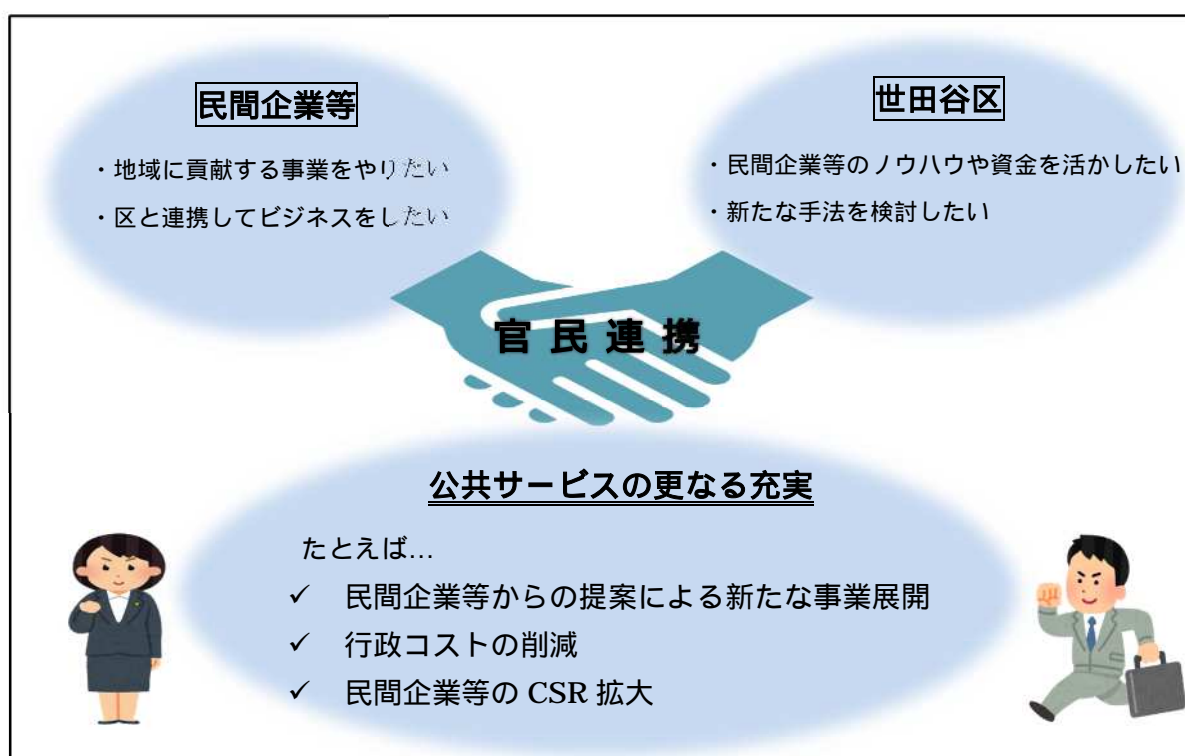 民間企業等
・地域に貢献する事業をやりたい
・区と連携してビジネスをしたい
世田谷区
・民間企業等のノウハウや資金を活かしたい
・新たな手法を検討したい
官民連携
公共サービスの更なる充実
たとえば…
✓ 民間企業等からの提案による新たな事業展開
✓ 行政コストの削減
✓ 民間企業等の CSR 拡大